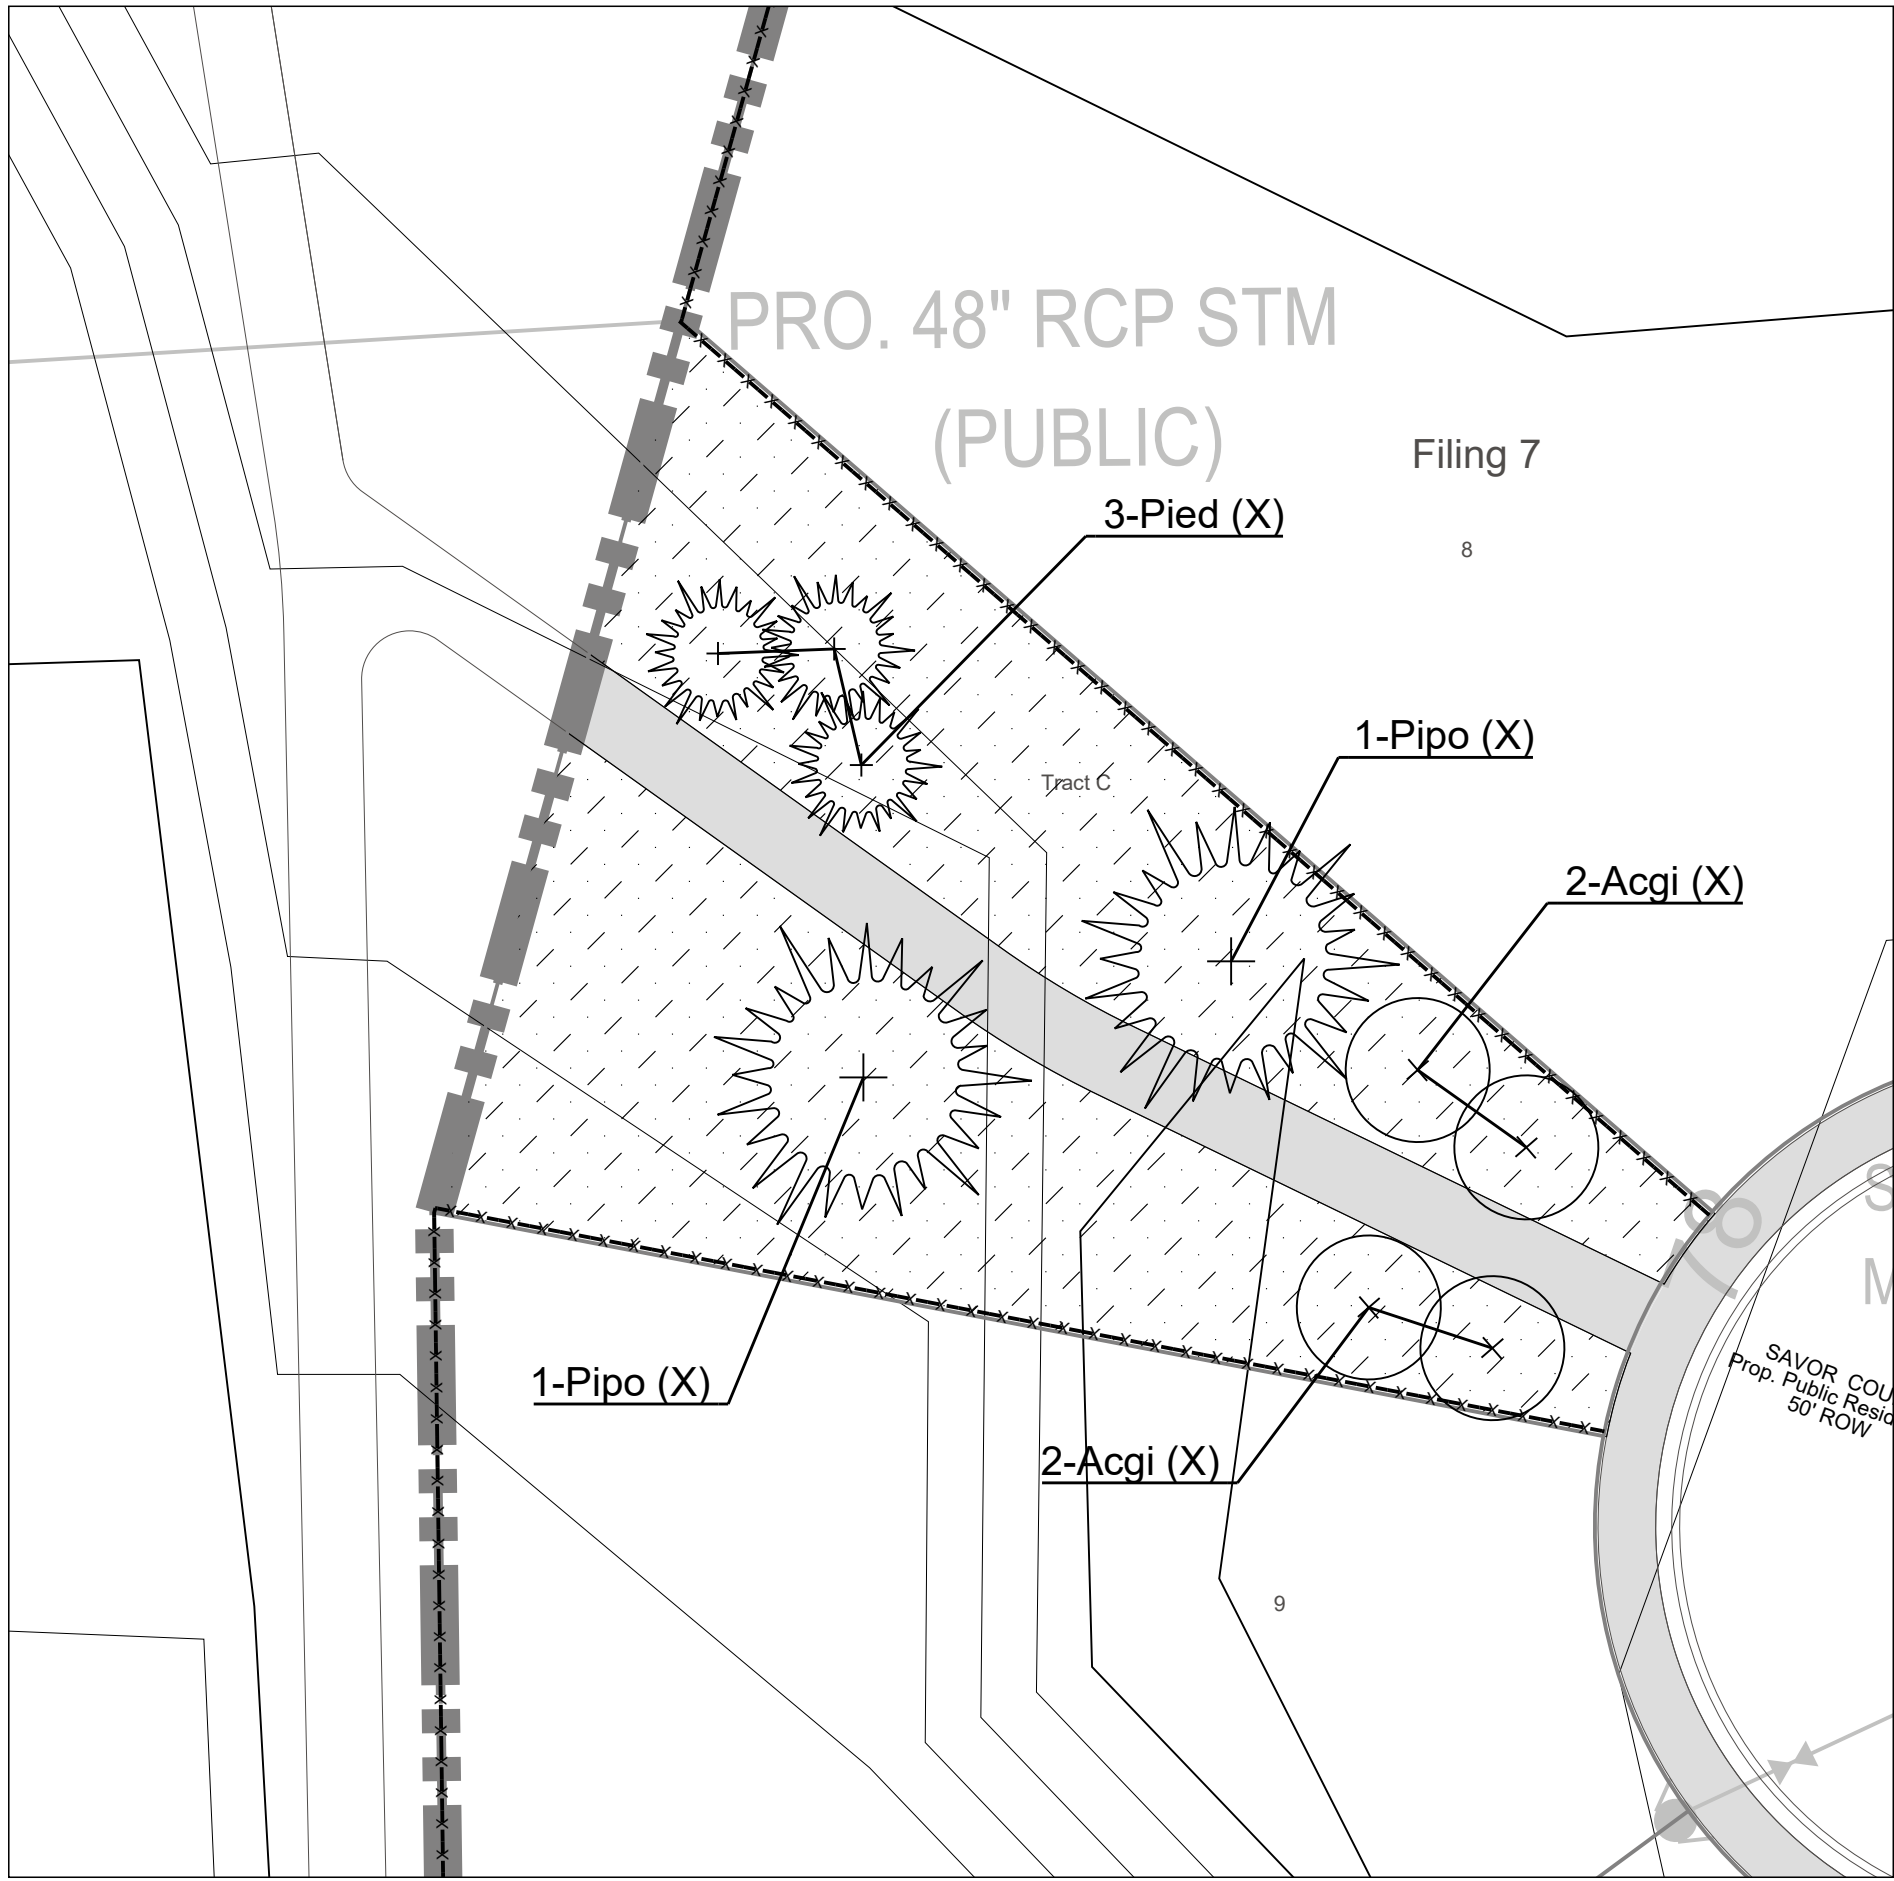 PRO. 48" RCP STM
(PUBLIC)
Filing 7
3-Pied (X)
8
1-Pipo (X)
Tract C
2-Acgi (X)
18
S
M
SAVOR COU
Prop. Public Resid
50' ROW
1-Pipo (X)
2-Acgi (X)
9